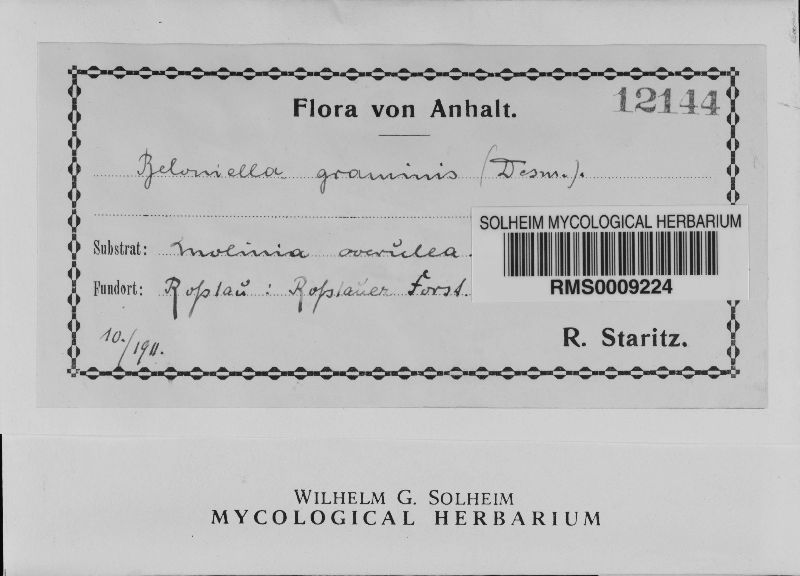 12144
Flora von Anhalt.
Beloniella graminis (Desm.).
SOLHEIM MYCOLOGICAL HERBARIUM
RMS0009224
Substrat: Molinia coerulea.
Fundort: Roßlau: Roßlauer Forst.
10./1911.
R. Staritz.
WILHELM G. SOLHEIM
MYCOLOGICAL HERBARIUM